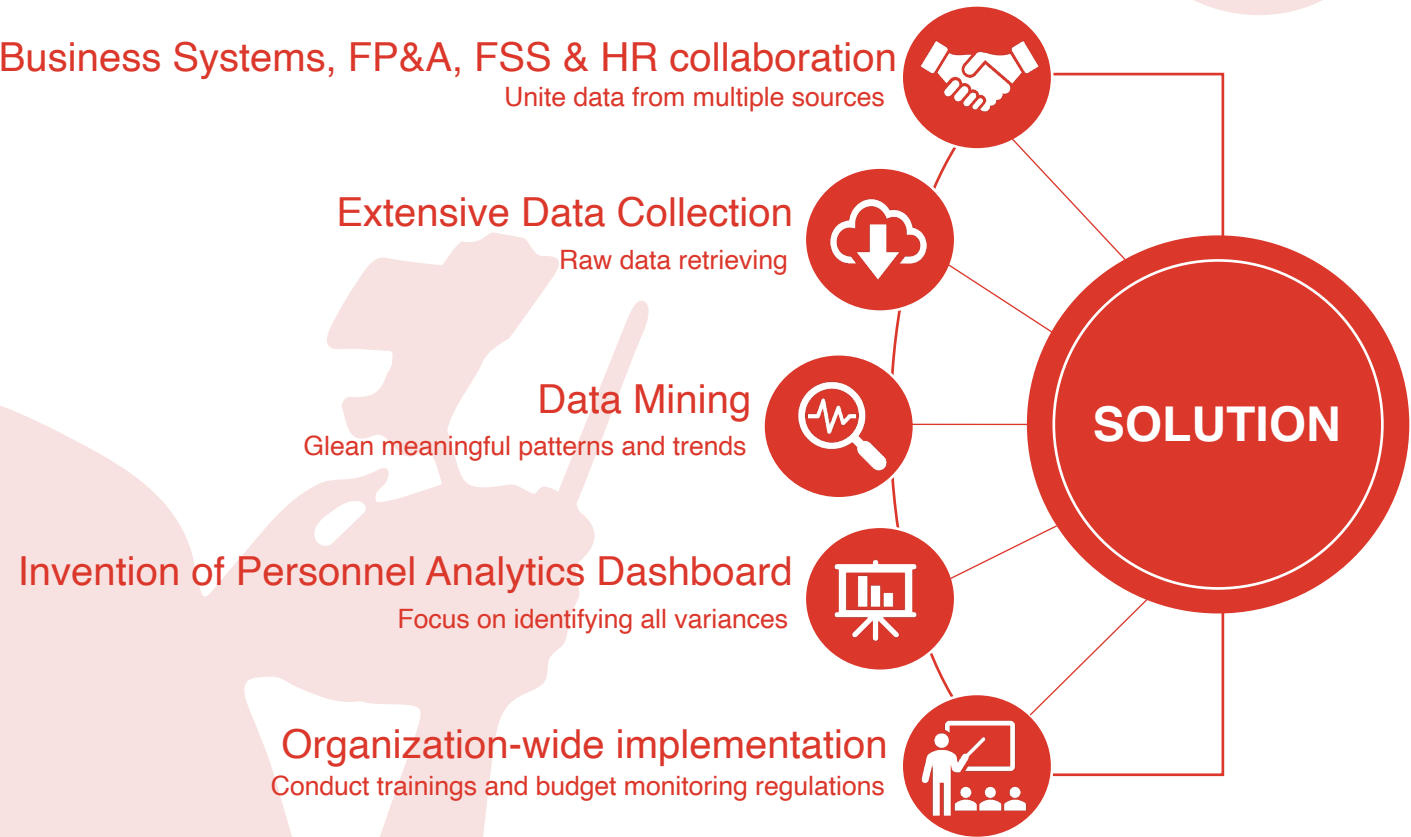 Business Systems, FP&A, FSS & HR collaboration
Unite data from multiple sources
Extensive Data Collection
Raw data retrieving
Data Mining
Glean meaningful patterns and trends
SOLUTION
Invention of Personnel Analytics Dashboard
Focus on identifying all variances
Organization-wide implementation
Conduct trainings and budget monitoring regulations